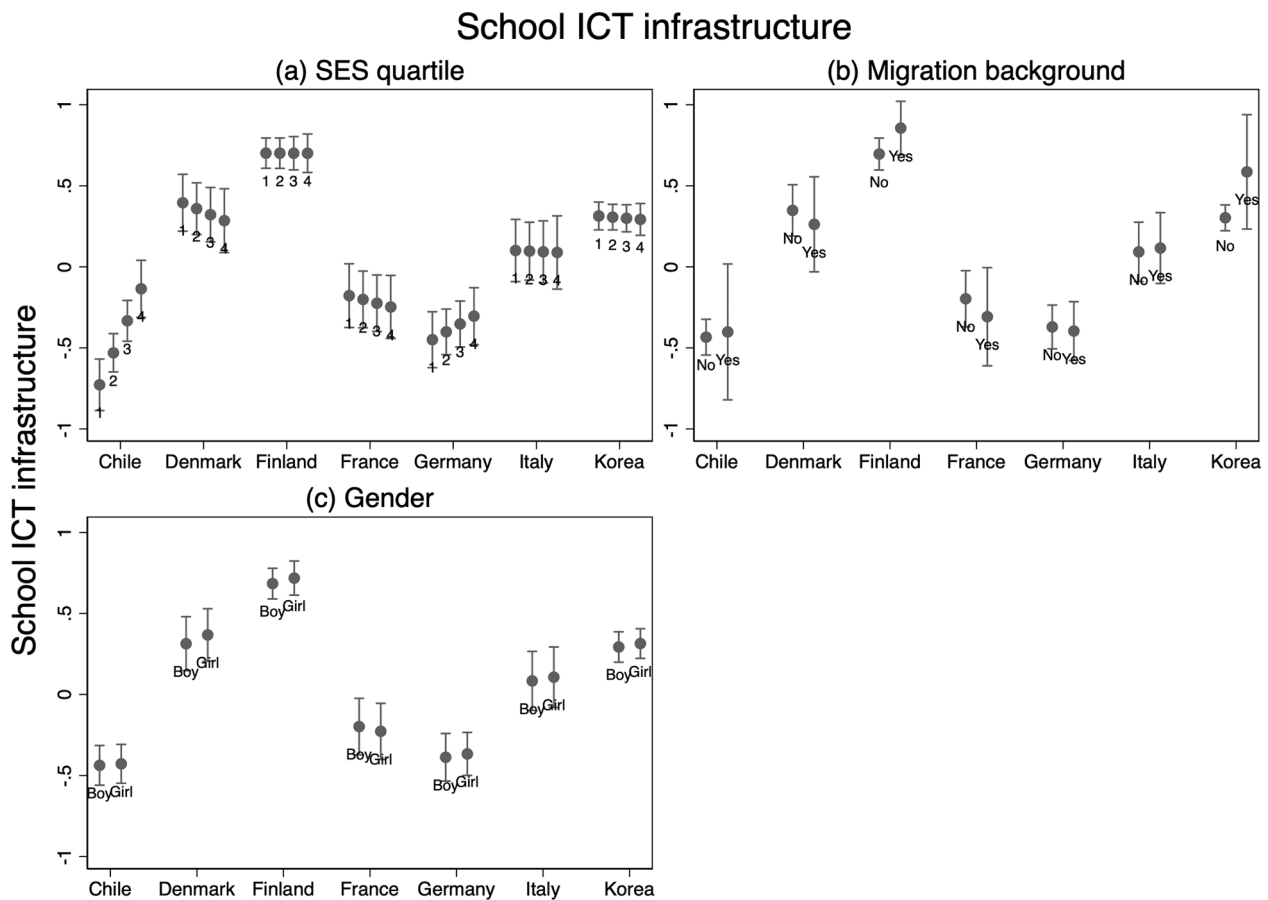 School ICT infrastructure
School ICT infrastructure
(a) SES quartile
1
.5
0
-.5
-1
1 2 3 4
1 2 3 4
1 2 3 4
1 2 3 4
1 2 3 4
1 2 3 4
1 2 3 4
Chile Denmark Finland France Germany Italy Korea
(b) Migration background
1
.5
0
-.5
-1
No Yes
No Yes
No Yes
No Yes
No Yes
No Yes
No Yes
Chile Denmark Finland France Germany Italy Korea
(c) Gender
1
.5
0
-.5
-1
Boy Girl
Boy Girl
Boy Girl
Boy Girl
Boy Girl
Boy Girl
Boy Girl
Chile Denmark Finland France Germany Italy Korea